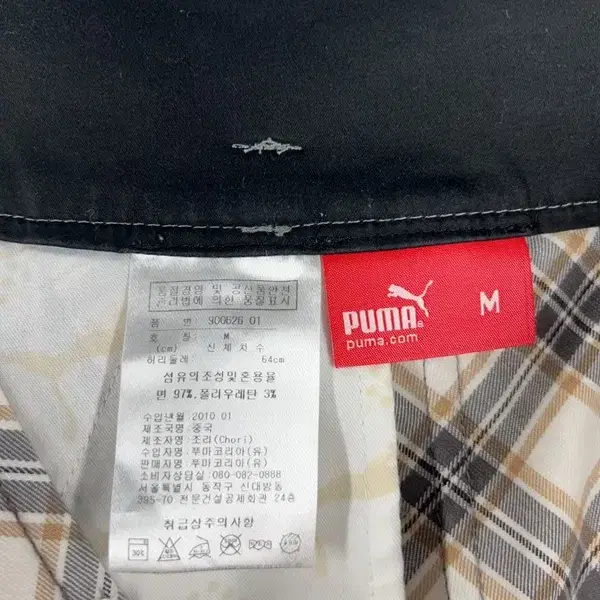 품질경영 및 공산품안전
관리법에 의한 품질표시
품 번: 900626 01
호 칭 M
(cm) 신체치수
허리둘레: 64cm
섬유의조성및혼용율
면 97%,폴리우레탄 3%
수입년월:2010.01
제조국명:중국
제조자명:조리(Chori)
수입자명:푸마코리아(유)
판매자명:푸마코리아(유)
소비자상담실:080-082-0888
서울특별시 동작구 신대방동
395-70 전문건설공제회관 24층
취급상주의사항
30℃
PUMA®
puma.com
M